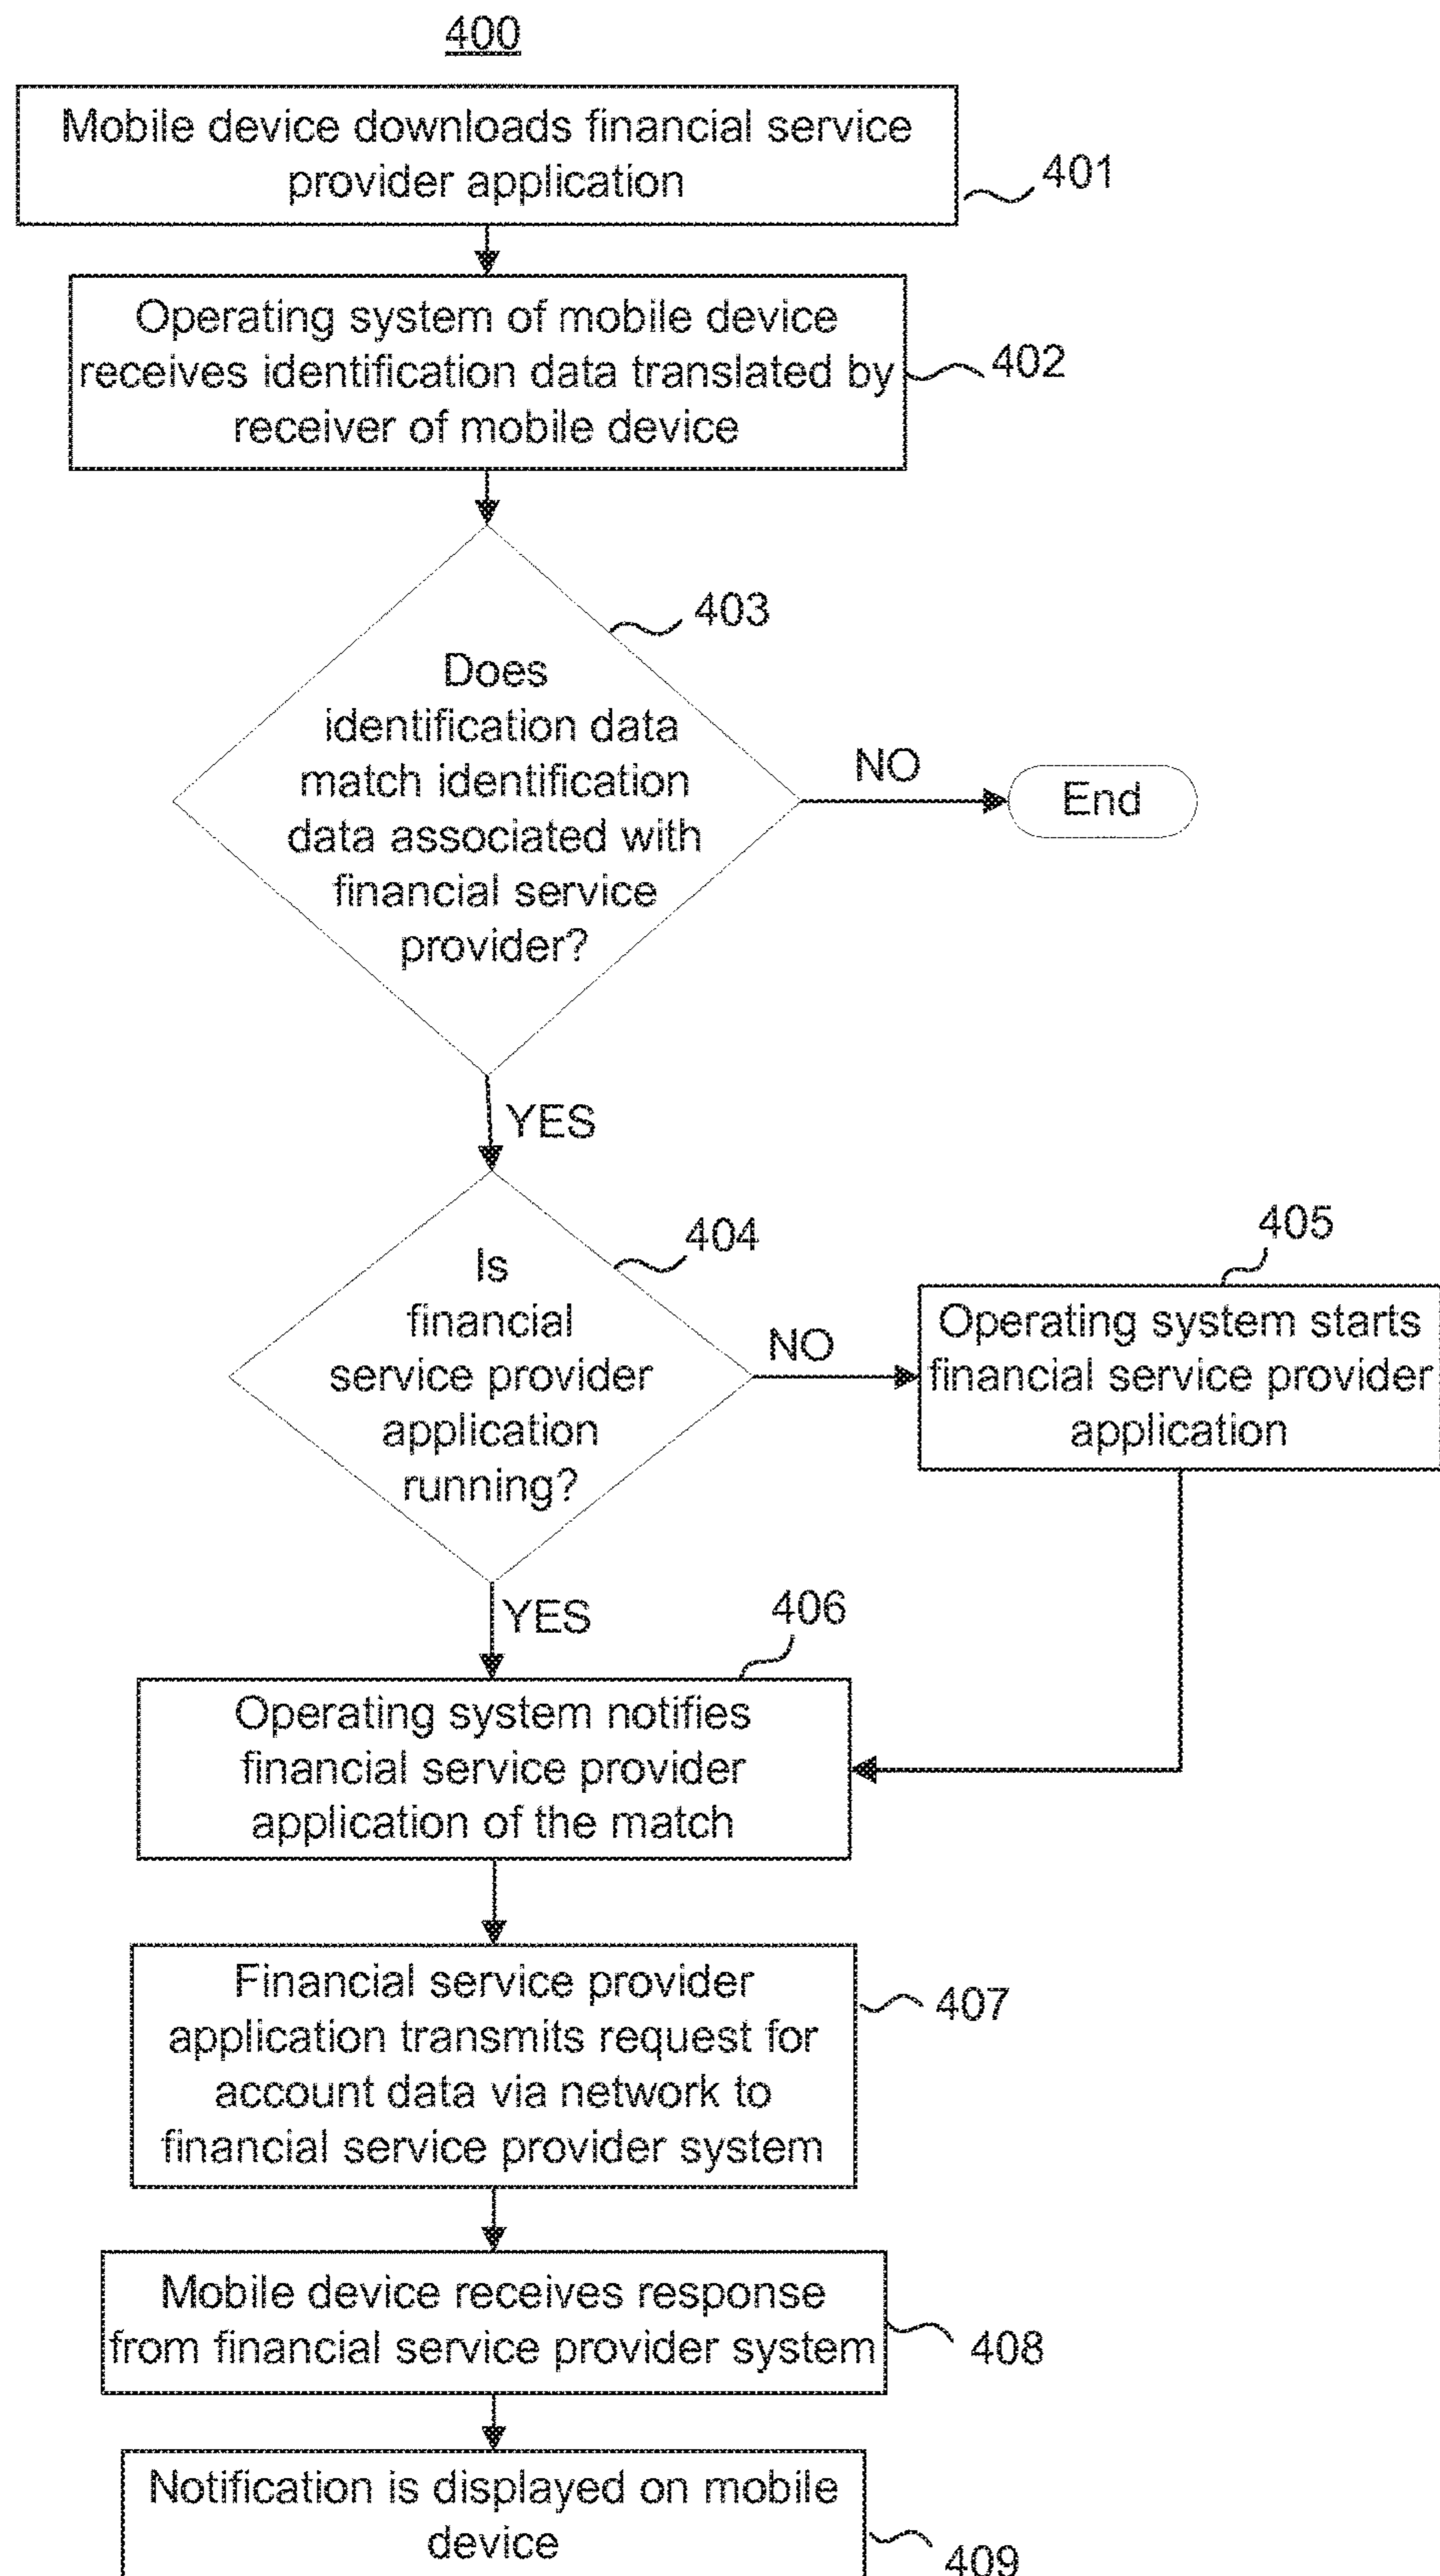 400
Mobile device downloads financial service
provider application
401
Operating system of mobile device
receives identification data translated by
receiver of mobile device
402
403
Does
identification data
match identification
data associated with
financial service
provider?
NO
End
YES
404
Is
financial
service provider
application
running?
NO
405
Operating system starts
financial service provider
application
YES
406
Operating system notifies
financial service provider
application of the match
Financial service provider
application transmits request for
account data via network to
financial service provider system
407
Mobile device receives response
from financial service provider system
408
Notification is displayed on mobile
device
409